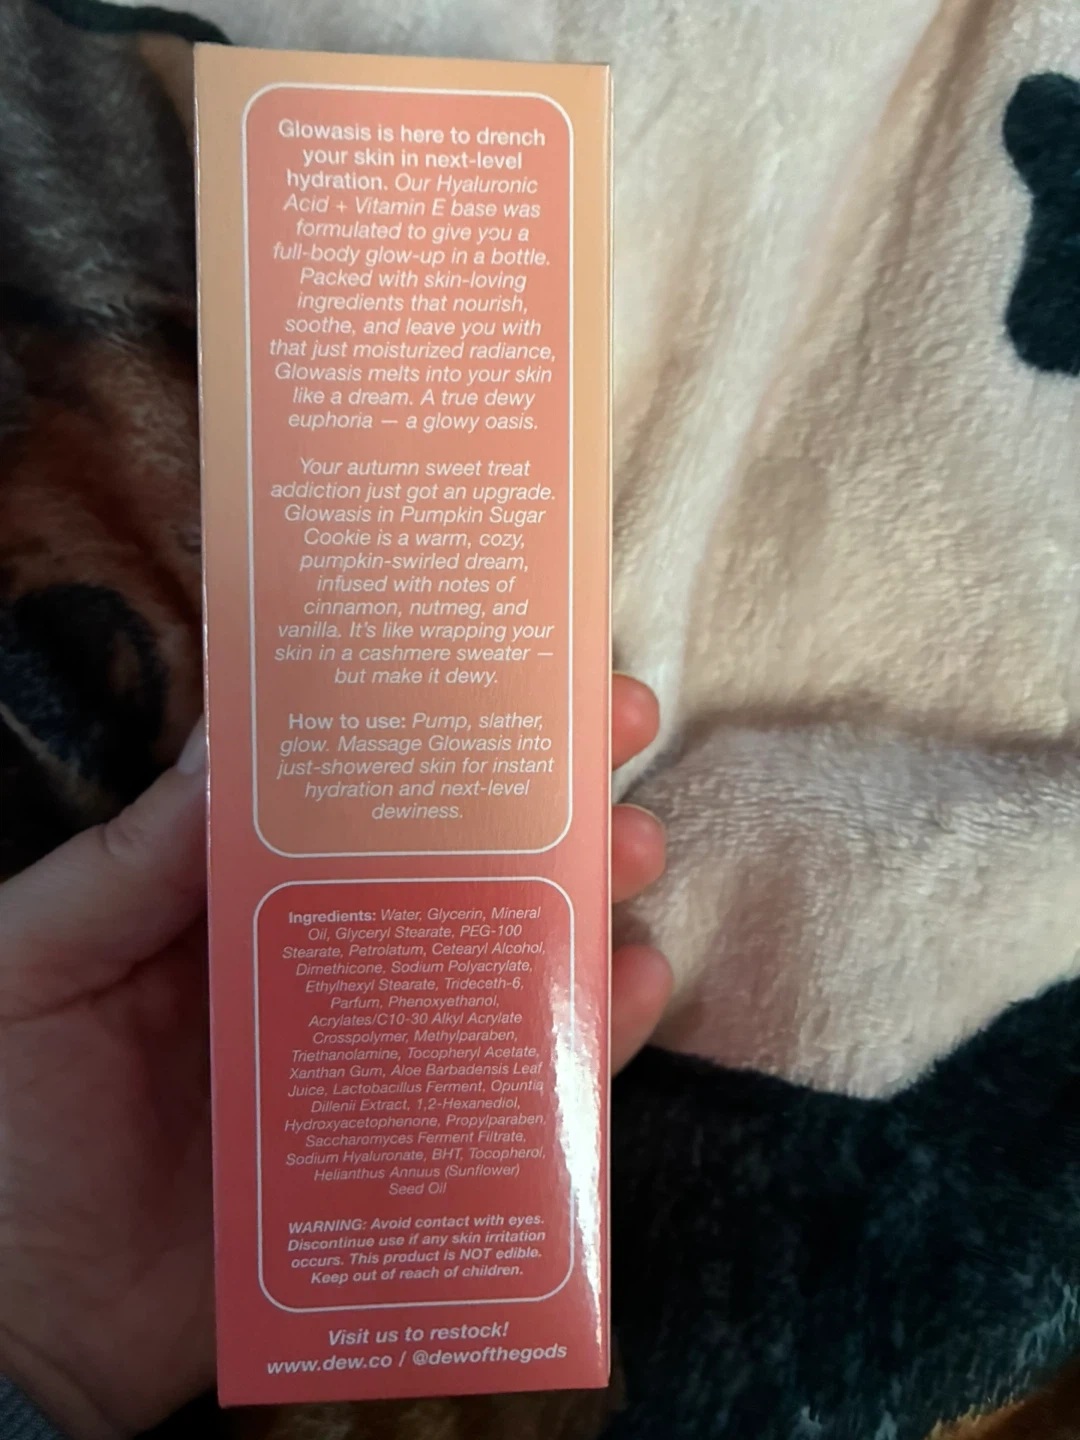 Glowasis is here to drench
your skin in next-level
hydration. Our Hyaluronic
Acid + Vitamin E base was
formulated to give you a
full-body glow-up in a bottle.
Packed with skin-loving
ingredients that nourish,
soothe, and leave you with
that just moisturized radiance,
Glowasis melts into your skin
like a dream. A true dewy
euphoria — a glowy oasis.
Your autumn sweet treat
addiction just got an upgrade.
Glowasis in Pumpkin Sugar
Cookie is a warm, cozy,
pumpkin-swirled dream,
infused with notes of
cinnamon, nutmeg, and
vanilla. It's like wrapping your
skin in a cashmere sweater —
but make it dewy.
How to use: Pump, slather,
glow. Massage Glowasis into
just-showered skin for instant
hydration and next-level
dewiness.
Ingredients: Water, Glycerin, Mineral
Oil, Glyceryl Stearate, PEG-100
Stearate, Petrolatum, Cetearyl Alcohol,
Dimethicone, Sodium Polyacrylate,
Ethylhexyl Stearate, Trideceth-6,
Parfum, Phenoxyethanol,
Acrylates/C10-30 Alkyl Acrylate
Crosspolymer, Methylparaben,
Triethanolamine, Tocopheryl Acetate,
Xanthan Gum, Aloe Barbadensis Leaf
Juice, Lactobacillus Ferment, Opuntia
Dillenii Extract, 1,2-Hexanediol,
Hydroxyacetophenone, Propylparaben,
Saccharomyces Ferment Filtrate,
Sodium Hyaluronate, BHT, Tocopherol,
Helianthus Annuus (Sunflower)
Seed Oil
WARNING: Avoid contact with eyes.
Discontinue use if any skin irritation
occurs. This product is NOT edible.
Keep out of reach of children.
Visit us to restock!
www.dew.co / @dewofthegods